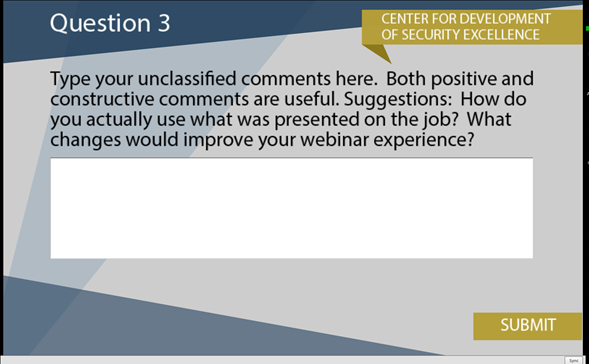 Question 3
CENTER FOR DEVELOPMENT
OF SECURITY EXCELLENCE
Type your unclassified comments here.  Both positive and
constructive comments are useful. Suggestions:  How do
you actually use what was presented on the job?  What
changes would improve your webinar experience?
SUBMIT
Sync